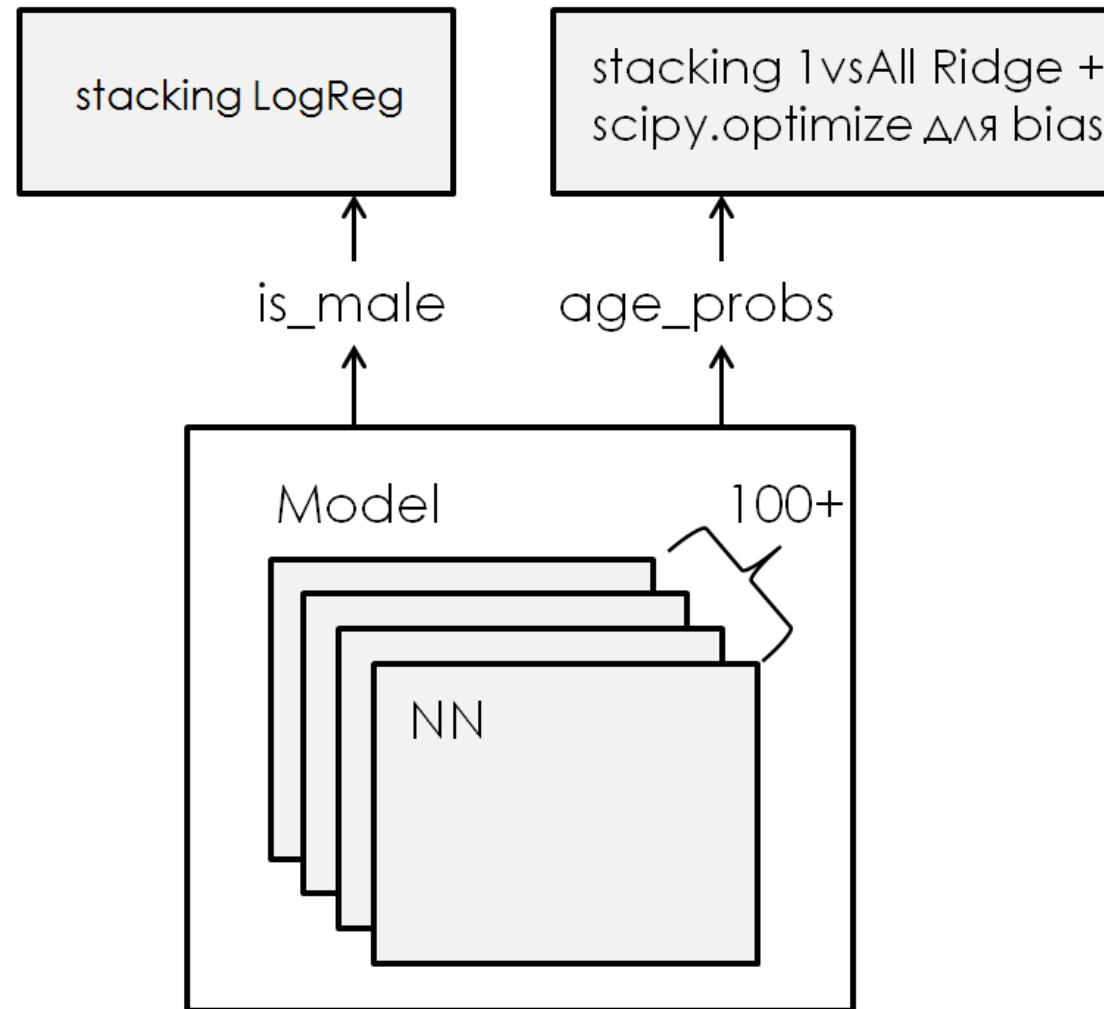 stacking LogReg
stacking 1vsAll Ridge +
scipy.optimize для bias
is_male
age_probs
Model
100+
NN